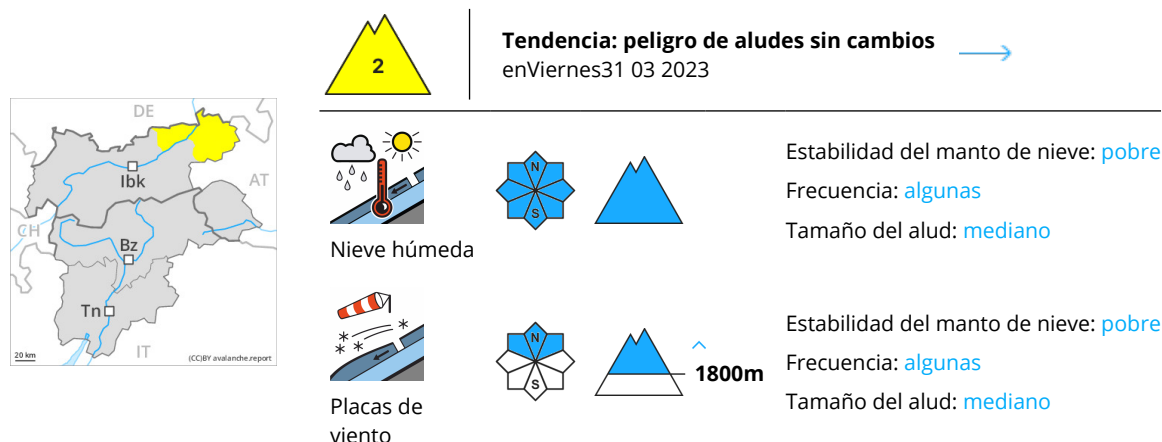 2
Tendencia: peligro de aludes sin cambios
enViernes31 03 2023
DE
Ibk
AT
CH
Bz
Tn
IT
20 km
(CC)BY avalanche.report
N
S
Nieve húmeda
Estabilidad del manto de nieve: pobre
Frecuencia: algunas
Tamaño del alud: mediano
N
S
1800m
Placas de
viento
Estabilidad del manto de nieve: pobre
Frecuencia: algunas
Tamaño del alud: mediano